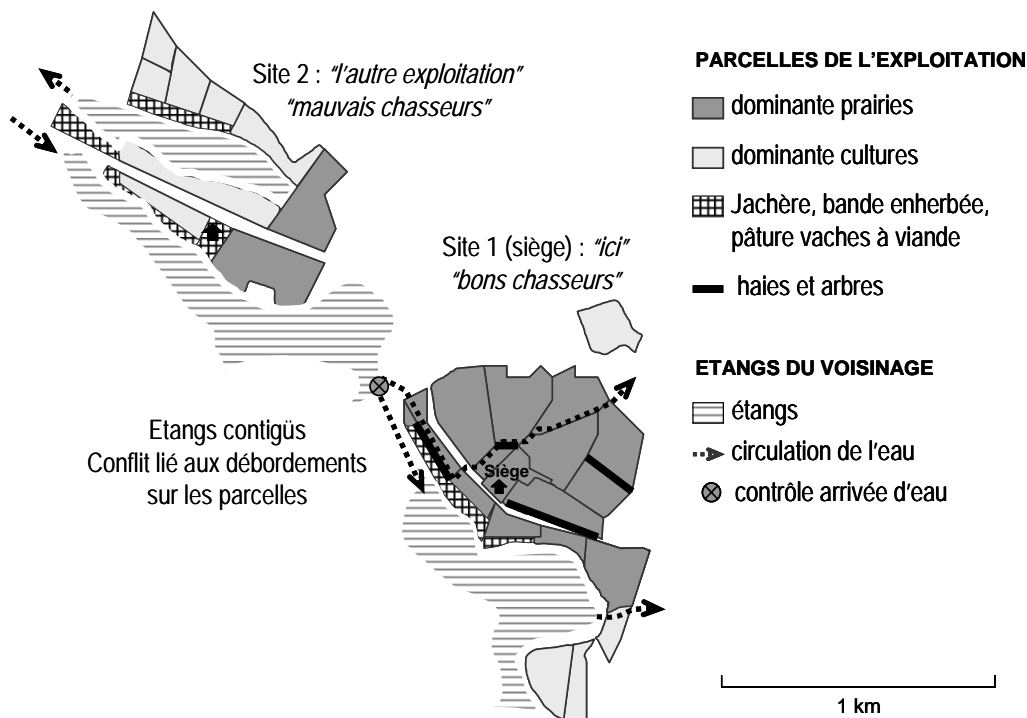 Site 2 : "l'autre exploitation"
"mauvais chasseurs"
Site 1 (siège) : "ici"
"bons chasseurs"
Etangs contigüs
Conflit lié aux débordements
sur les parcelles
Siège
PARCELLES DE L'EXPLOITATION
dominante prairies
dominante cultures
Jachère, bande enherbée,
pâture vaches à viande
haies et arbres
ETANGS DU VOISINAGE
étangs
circulation de l'eau
contrôle arrivée d'eau
1 km